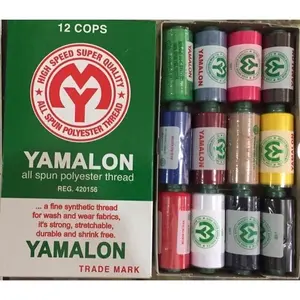 12 COPS
HIGH SPEED SUPER QUALITY
ALL SPUN POLYESTER THREAD
YAMALON
all spun polyester thread
REG. 420156
... a fine synthetic thread
for wash and wear fabrics,
it's strong, stretchable,
durable and shrink free.
YAMALON
TRADE MARK
YAMALON
YAMALON